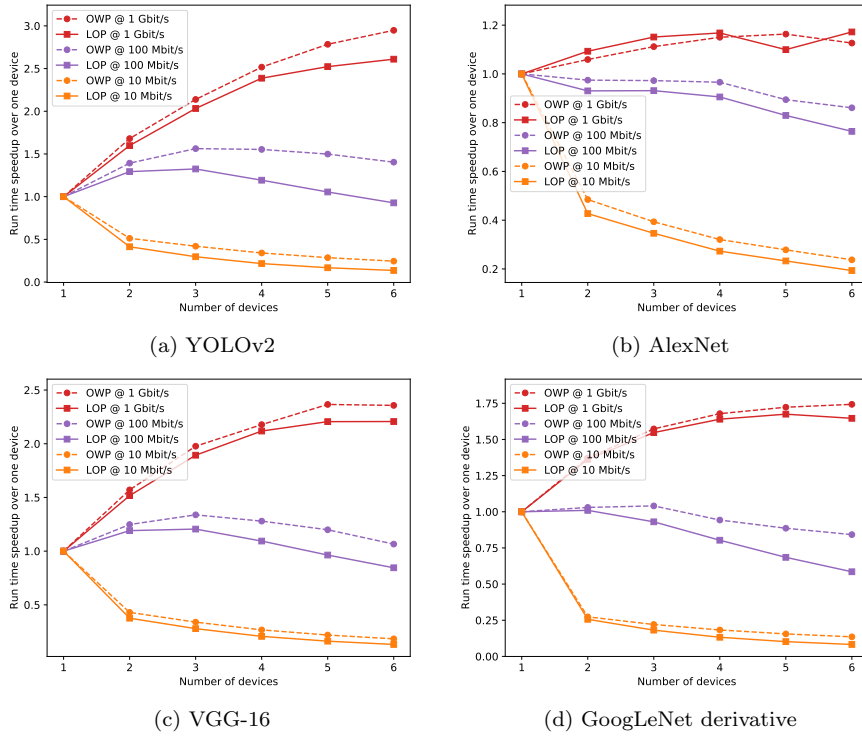 3.0
2.5
2.0
1.5
1.0
0.5
0.0
Run time speedup over one device
OWP @ 1 Gbit/s
LOP @ 1 Gbit/s
OWP @ 100 Mbit/s
LOP @ 100 Mbit/s
OWP @ 10 Mbit/s
LOP @ 10 Mbit/s
1 2 3 4 5 6
Number of devices
(a) YOLOv2
1.2
1.0
0.8
0.6
0.4
0.2
Run time speedup over one device
OWP @ 1 Gbit/s
LOP @ 1 Gbit/s
OWP @ 100 Mbit/s
LOP @ 100 Mbit/s
OWP @ 10 Mbit/s
LOP @ 10 Mbit/s
1 2 3 4 5 6
Number of devices
(b) AlexNet
2.5
2.0
1.5
1.0
0.5
Run time speedup over one device
OWP @ 1 Gbit/s
LOP @ 1 Gbit/s
OWP @ 100 Mbit/s
LOP @ 100 Mbit/s
OWP @ 10 Mbit/s
LOP @ 10 Mbit/s
1 2 3 4 5 6
Number of devices
(c) VGG-16
1.75
1.50
1.25
1.00
0.75
0.50
0.25
0.00
Run time speedup over one device
OWP @ 1 Gbit/s
LOP @ 1 Gbit/s
OWP @ 100 Mbit/s
LOP @ 100 Mbit/s
OWP @ 10 Mbit/s
LOP @ 10 Mbit/s
1 2 3 4 5 6
Number of devices
(d) GoogLeNet derivative